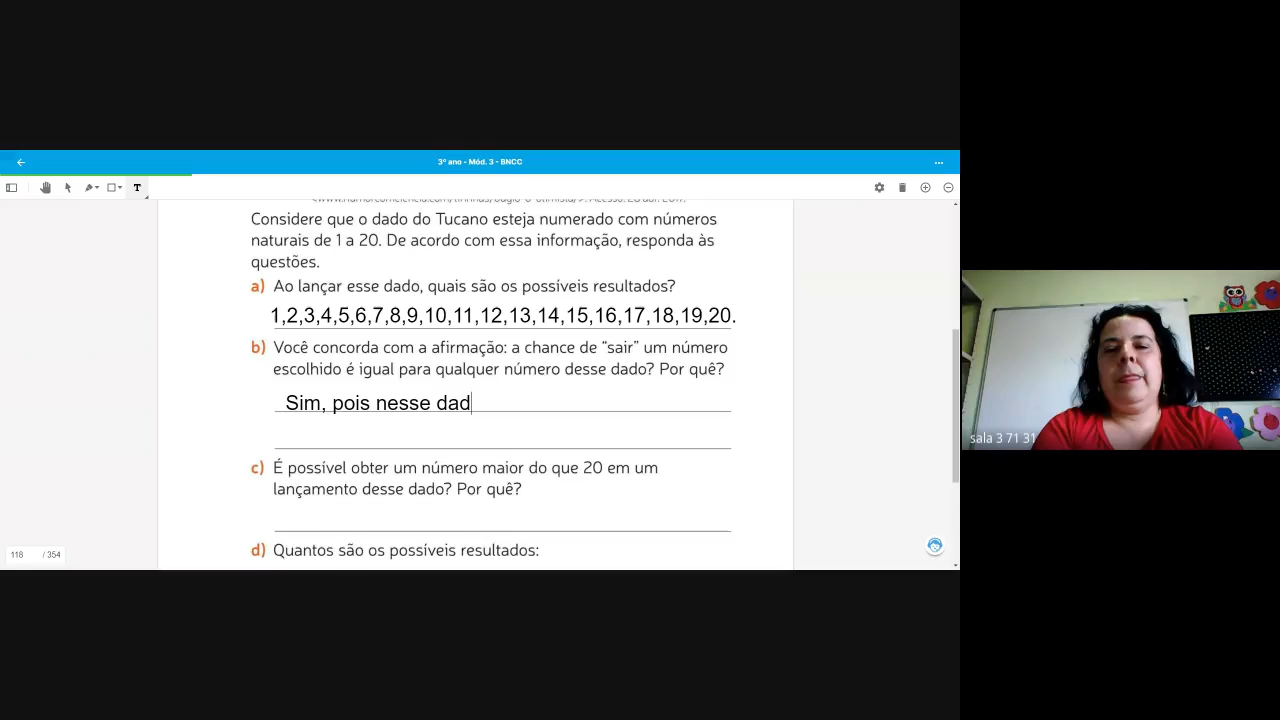 3º ano - Mód. 3 - BNCC
Considere que o dado do Tucano esteja numerado com números
naturais de 1 a 20. De acordo com essa informação, responda às
questões.
a) Ao lançar esse dado, quais são os possíveis resultados?
1,2,3,4,5,6,7,8,9,10,11,12,13,14,15,16,17,18,19,20.
b) Você concorda com a afirmação: a chance de “sair” um número
escolhido é igual para qualquer número desse dado? Por quê?
Sim, pois nesse dad
c) É possível obter um número maior do que 20 em um
lançamento desse dado? Por quê?
d) Quantos são os possíveis resultados:
118 / 354
sala 3 71 31